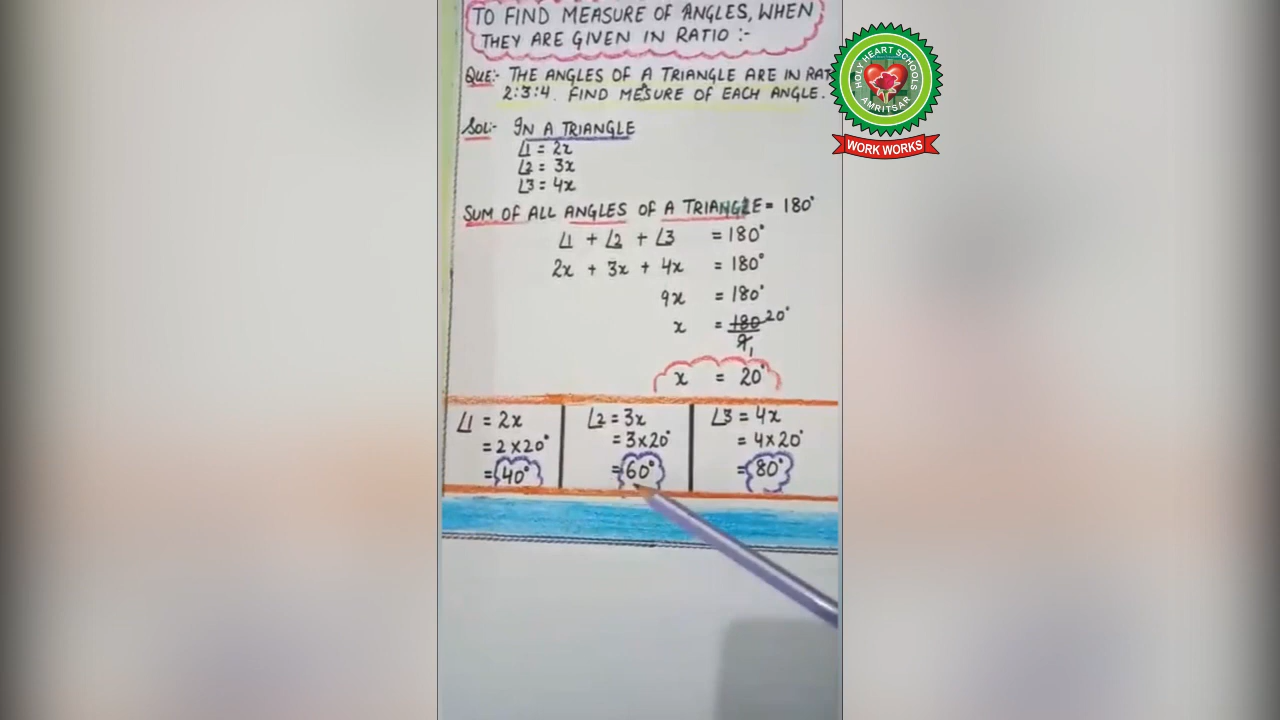 TO FIND MEASURE OF ANGLES, WHEN
THEY ARE GIVEN IN RATIO :-
QUE:- THE ANGLES OF A TRIANGLE ARE IN RAT
2:3:4. FIND MESURE OF EACH ANGLE.
SOL:- IN A TRIANGLE
∠1 = 2x
∠2 = 3x
∠3 = 4x
SUM OF ALL ANGLES OF A TRIANGLE = 180°
∠1 + ∠2 + ∠3 = 180°
2x + 3x + 4x = 180°
9x = 180°
x = 180/9 20° 1
x = 20°
∠1 = 2x
= 2×20°
= 40°
∠2 = 3x
= 3×20°
= 60°
∠3 = 4x
= 4×20°
= 80°
HOLY HEART SCHOOLS
AMRITSAR
WORK WORKS